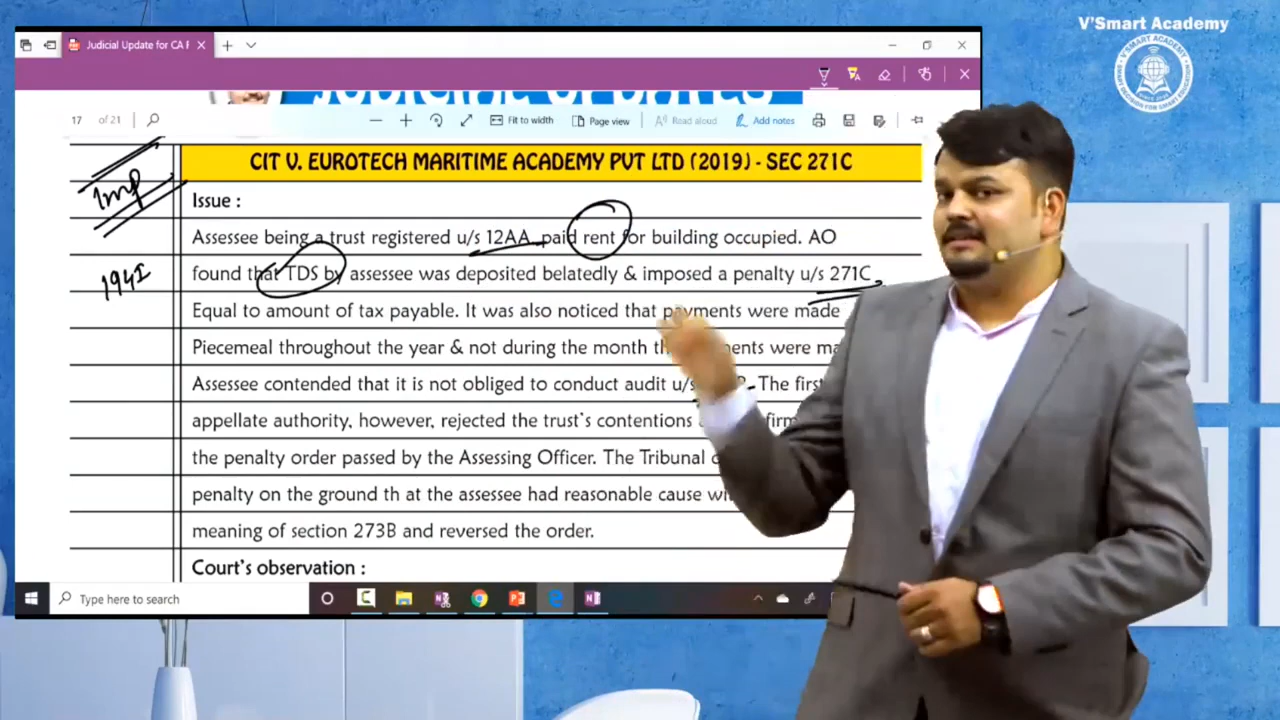 V'Smart Academy
Judicial Update for CA F
17 of 21
Fit to width
Page view
Read aloud
Add notes
CIT V. EUROTECH MARITIME ACADEMY PVT LTD (2019) - SEC 271C
Imp
Issue :
Assessee being a trust registered u/s 12AA paid rent for building occupied. AO
194I
found that TDS by assessee was deposited belatedly & imposed a penalty u/s 271C
Equal to amount of tax payable. It was also noticed that payments were made
Piecemeal throughout the year & not during the month
Assessee contended that it is not obliged to conduct audit u/s The first
appellate authority, however, rejected the trust's contentions
the penalty order passed by the Assessing Officer. The Tribunal
penalty on the ground th at the assessee had reasonable cause
meaning of section 273B and reversed the order.
Court's observation :
Type here to search